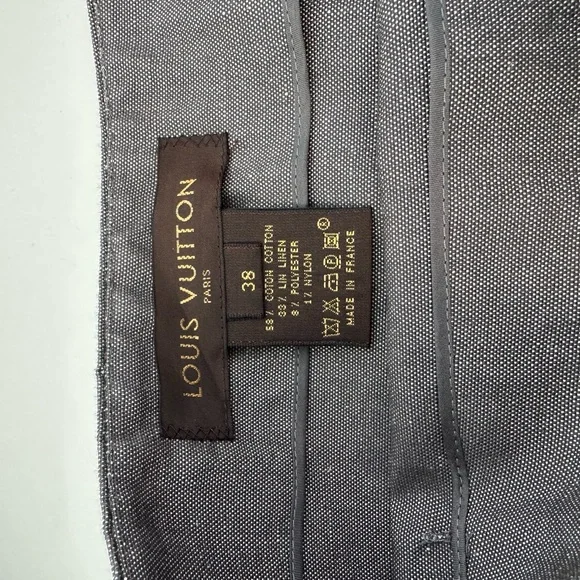 LOUIS VUITTON
PARIS
38
58% COTON COTTON
33% LIN LINEN
8% POLYESTER
1% NYLON
P R
MADE IN FRANCE